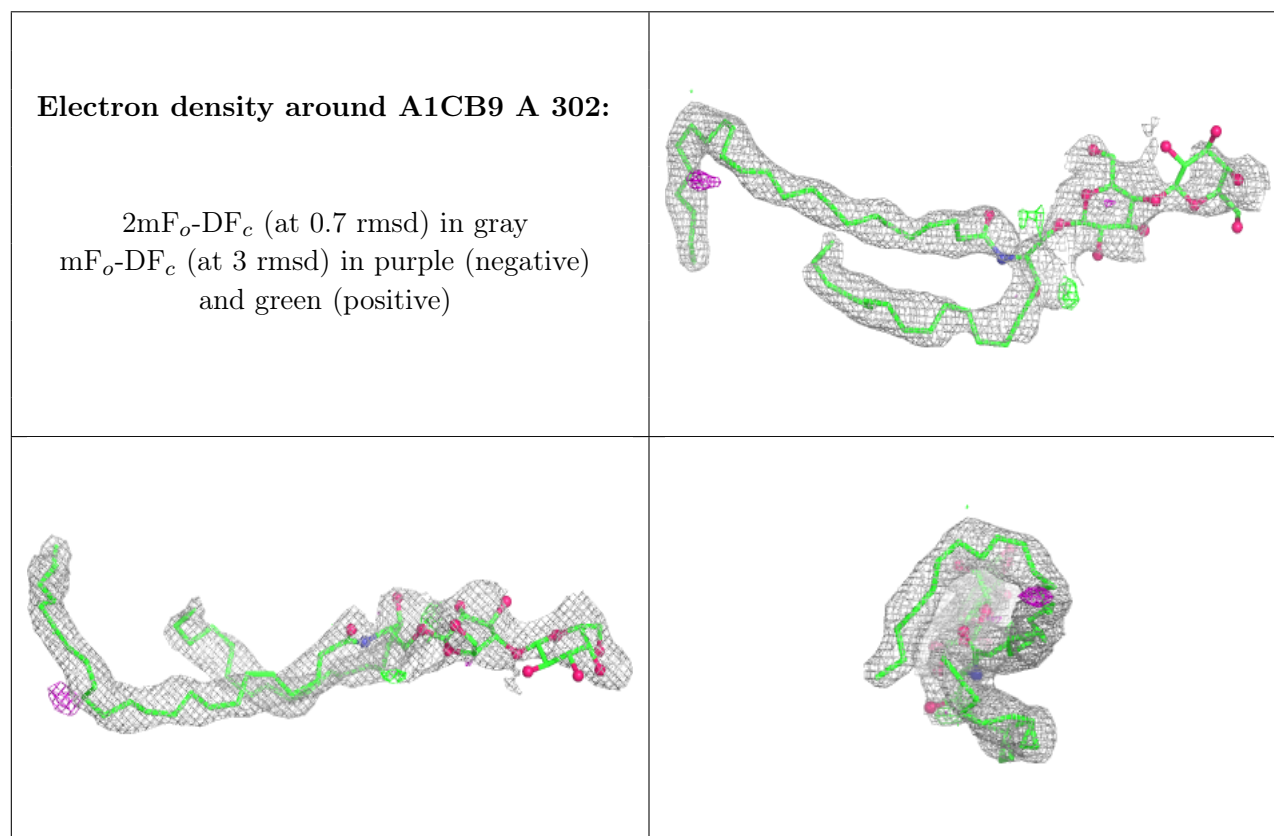 Electron density around A1CB9 A 302:
2mFo-DFc (at 0.7 rmsd) in gray
mFo-DFc (at 3 rmsd) in purple (negative)
and green (positive)